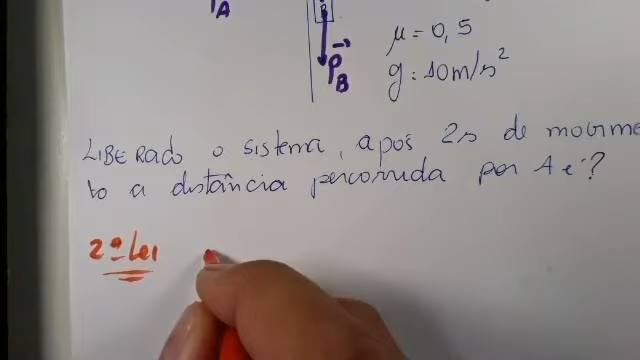 P A
B
P B
μ = 0,5
g: 10m/s²
LIBERADO o sistema, após 2s de movime
to a distância percorrida por A é?
2ª Lei